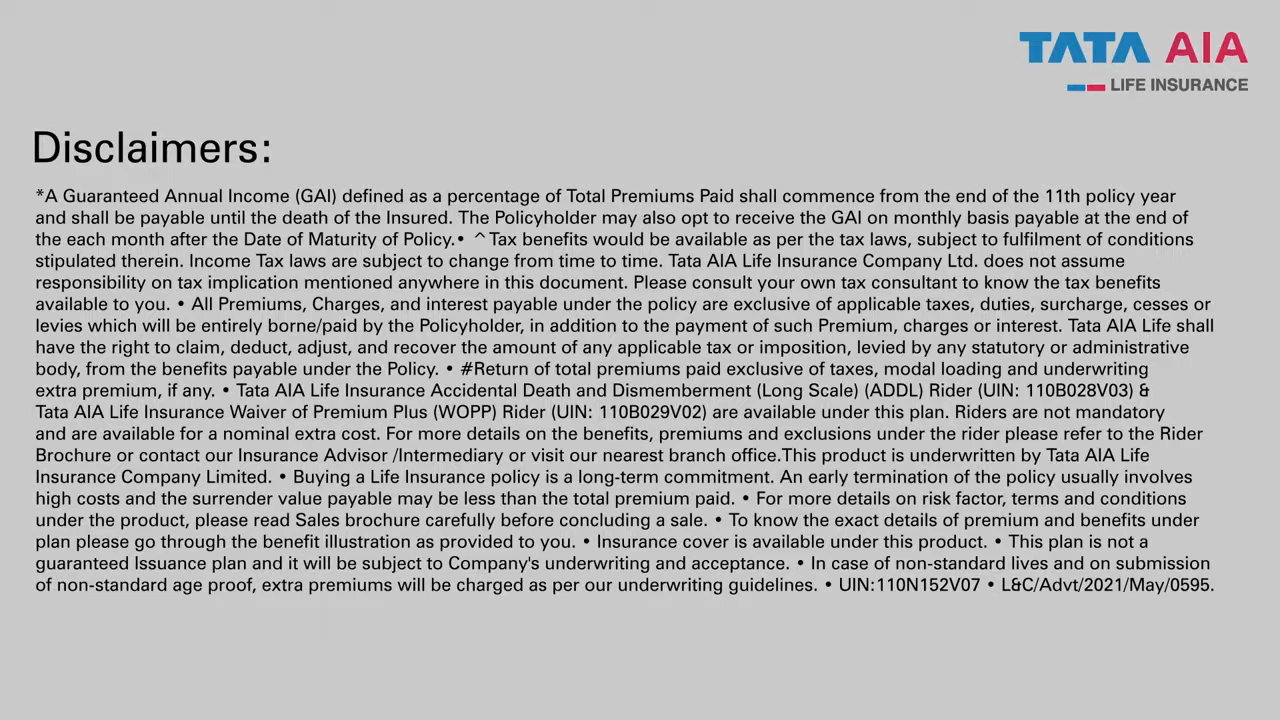 TATA AIA
LIFE INSURANCE
Disclaimers:
*A Guaranteed Annual Income (GAI) defined as a percentage of Total Premiums Paid shall commence from the end of the 11th policy year
and shall be payable until the death of the Insured. The Policyholder may also opt to receive the GAI on monthly basis payable at the end of
the each month after the Date of Maturity of Policy.• ^Tax benefits would be available as per the tax laws, subject to fulfilment of conditions
stipulated therein. Income Tax laws are subject to change from time to time. Tata AIA Life Insurance Company Ltd. does not assume
responsibility on tax implication mentioned anywhere in this document. Please consult your own tax consultant to know the tax benefits
available to you. • All Premiums, Charges, and interest payable under the policy are exclusive of applicable taxes, duties, surcharge, cesses or
levies which will be entirely borne/paid by the Policyholder, in addition to the payment of such Premium, charges or interest. Tata AIA Life shall
have the right to claim, deduct, adjust, and recover the amount of any applicable tax or imposition, levied by any statutory or administrative
body, from the benefits payable under the Policy. • #Return of total premiums paid exclusive of taxes, modal loading and underwriting
extra premium, if any. • Tata AIA Life Insurance Accidental Death and Dismemberment (Long Scale) (ADDL) Rider (UIN: 110B028V03) &
Tata AIA Life Insurance Waiver of Premium Plus (WOPP) Rider (UIN: 110B029V02) are available under this plan. Riders are not mandatory
and are available for a nominal extra cost. For more details on the benefits, premiums and exclusions under the rider please refer to the Rider
Brochure or contact our Insurance Advisor /Intermediary or visit our nearest branch office.This product is underwritten by Tata AIA Life
Insurance Company Limited. • Buying a Life Insurance policy is a long-term commitment. An early termination of the policy usually involves
high costs and the surrender value payable may be less than the total premium paid. • For more details on risk factor, terms and conditions
under the product, please read Sales brochure carefully before concluding a sale. • To know the exact details of premium and benefits under
plan please go through the benefit illustration as provided to you. • Insurance cover is available under this product. • This plan is not a
guaranteed Issuance plan and it will be subject to Company's underwriting and acceptance. • In case of non-standard lives and on submission
of non-standard age proof, extra premiums will be charged as per our underwriting guidelines. • UIN:110N152V07 • L&C/Advt/2021/May/0595.